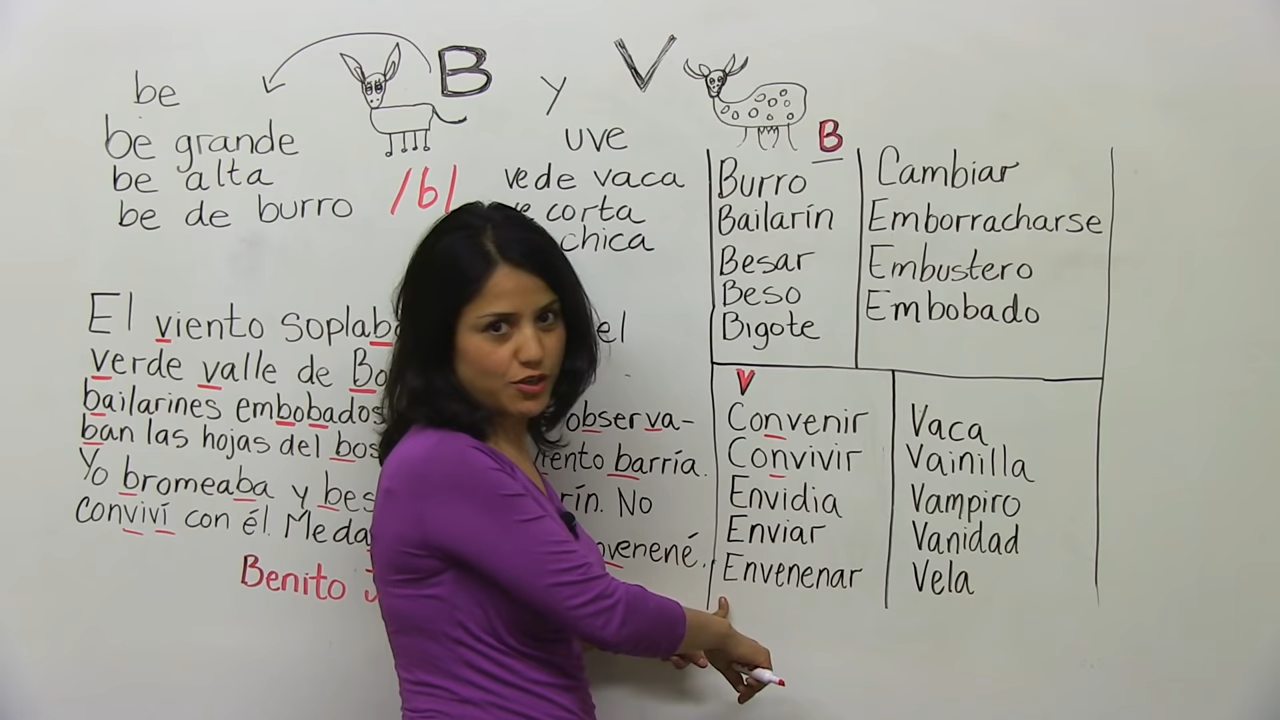 B y V
be
be grande
be alta
be de burro
/b/
uve
ve de vaca
corta
chica
El viento soplab el
verde valle de Bo
bailarines embobados observa-
ban las hojas del bos iento barría.
Yo bromeaba y bes rín. No
conviví con él. Me da venené.
Benito J
B
Burro
Bailarín
Besar
Beso
Bigote
Cambiar
Emborracharse
Embustero
Embobado
V
Convenir
Convivir
Envidia
Enviar
Envenenar
Vaca
Vainilla
Vampiro
Vanidad
Vela